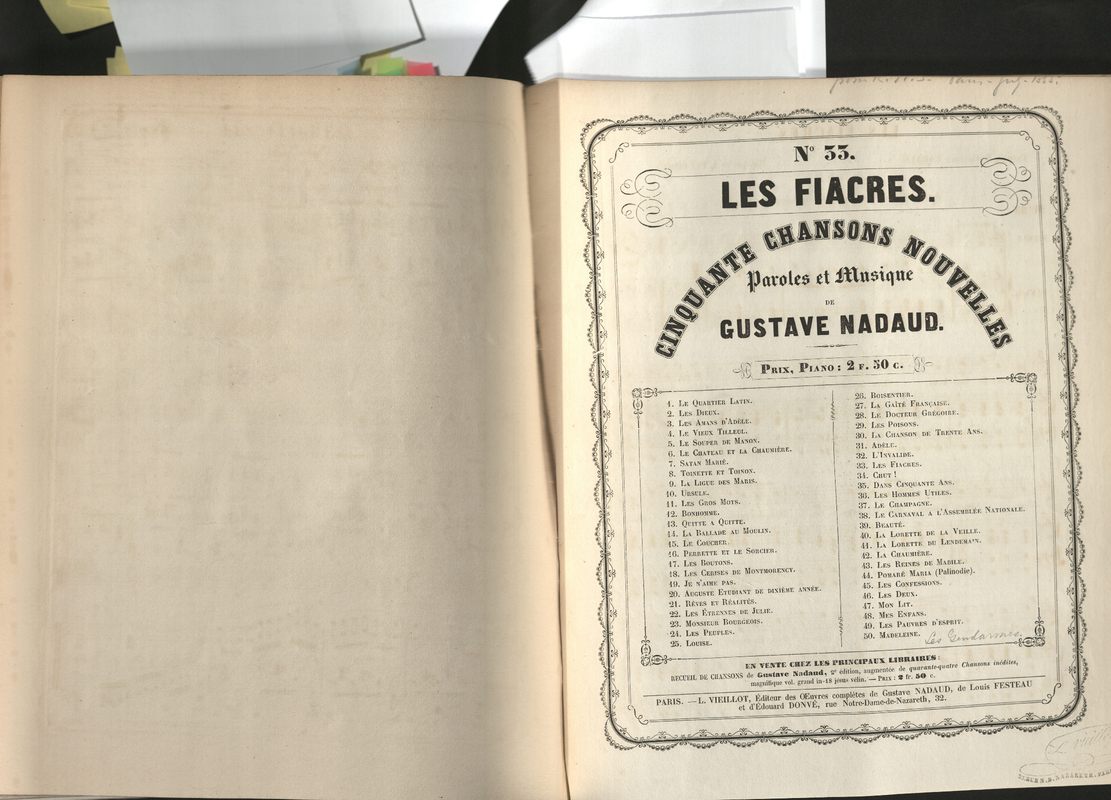 Nº 33.
LES FIACRES.
CINQUANTE CHANSONS NOUVELLES
Paroles et Musique
DE
GUSTAVE NADAUD.
PRIX, PIANO : 2 F. 50 C.
1. LE QUARTIER LATIN.
2. LES DIEUX.
3. LES AMANS D'ADÈLE.
4. LE VIEUX TILLEUL.
5. LE SOUPER DE MANON.
6. LE CHATEAU ET LA CHAUMIÈRE.
7. SATAN MARIÉ.
8. TOINETTE ET TOINON.
9. LA LIGUE DES MARIS.
10. URSULE.
11. LES GROS MOTS.
12. BONHOMME.
13. QUITTE A QUITTE.
14. LA BALLADE AU MOULIN.
15. LE COUCHER.
16. PERRETTE ET LE SORCIER.
17. LES BOUTONS.
18. LES CERISES DE MONTMORENCY.
19. JE N'AIME PAS.
20. AUGUSTE ETUDIANT DE DIXIÈME ANNÉE.
21. RÊVES ET RÉALITÉS.
22. LES ÉTRENNES DE JULIE.
23. MONSIEUR BOURGEOIS.
24. LES PEUPLES.
25. LOUISE.
26. BOISENTIER.
27. LA GAÎTÉ FRANÇAISE.
28. LE DOCTEUR GRÉGOIRE.
29. LES POISONS.
30. LA CHANSON DE TRENTE ANS.
31. ADÈLE.
32. L'INVALIDE.
33. LES FIACRES.
34. CHUT !
35. DANS CINQUANTE ANS.
36. LES HOMMES UTILES.
37. LE CHAMPAGNE.
38. LE CARNAVAL A L'ASSEMBLÉE NATIONALE.
39. BEAUTÉ.
40. LA LORETTE DE LA VEILLE.
41. LA LORETTE DU LENDEMAIN.
42. LA CHAUMIÈRE.
43. LES REINES DE MABILE.
44. POMARÉ MARIA (Palinodie).
45. LES CONFESSIONS.
46. LES DEUX.
47. MON LIT.
48. MES ENFANS.
49. LES PAUVRES D'ESPRIT.
50. MADELEINE. Les Gendarmes.
EN VENTE CHEZ LES PRINCIPAUX LIBRAIRES :
RECUEIL DE CHANSONS de Gustave Nadaud, 2e édition, augmentée de quarante-quatre Chansons inédites,
magnifique vol. grand in-18 jésus vélin. — PRIX : 2 fr. 50 c.
PARIS. — L. VIEILLOT, Éditeur des OEuvres complètes de Gustave NADAUD, de Louis FESTEAU
et d'Édouard DONVÉ, rue Notre-Dame-de-Nazareth, 32.